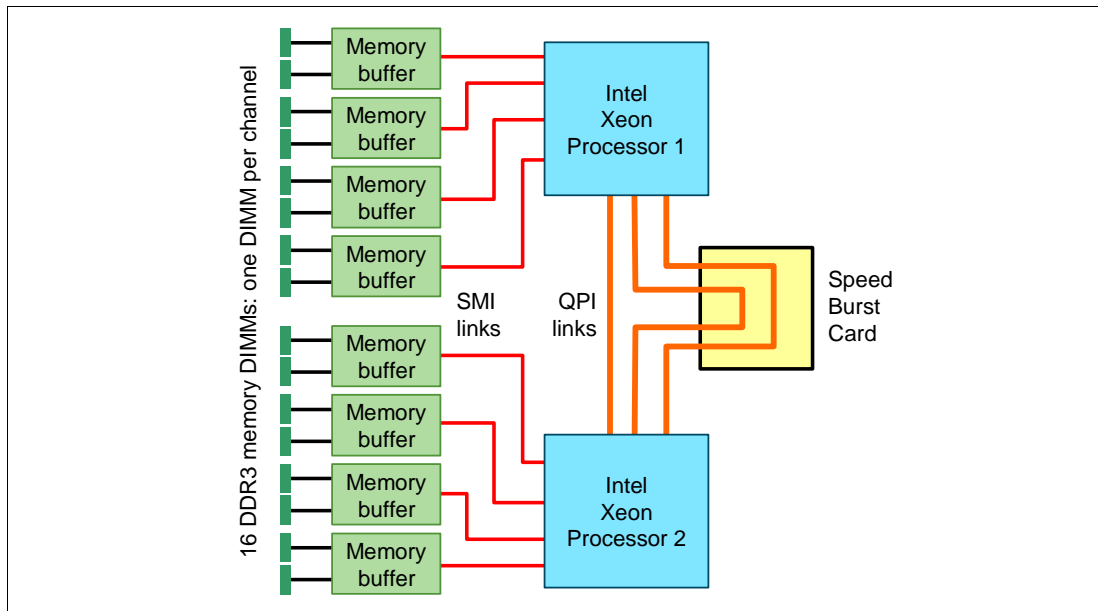 16 DDR3 memory DIMMs: one DIMM per channel
Memory
buffer
Memory
buffer
Memory
buffer
Memory
buffer
Intel
Xeon
Processor 1
SMI
links
QPI
links
Speed
Burst
Card
Memory
buffer
Memory
buffer
Memory
buffer
Memory
buffer
Intel
Xeon
Processor 2